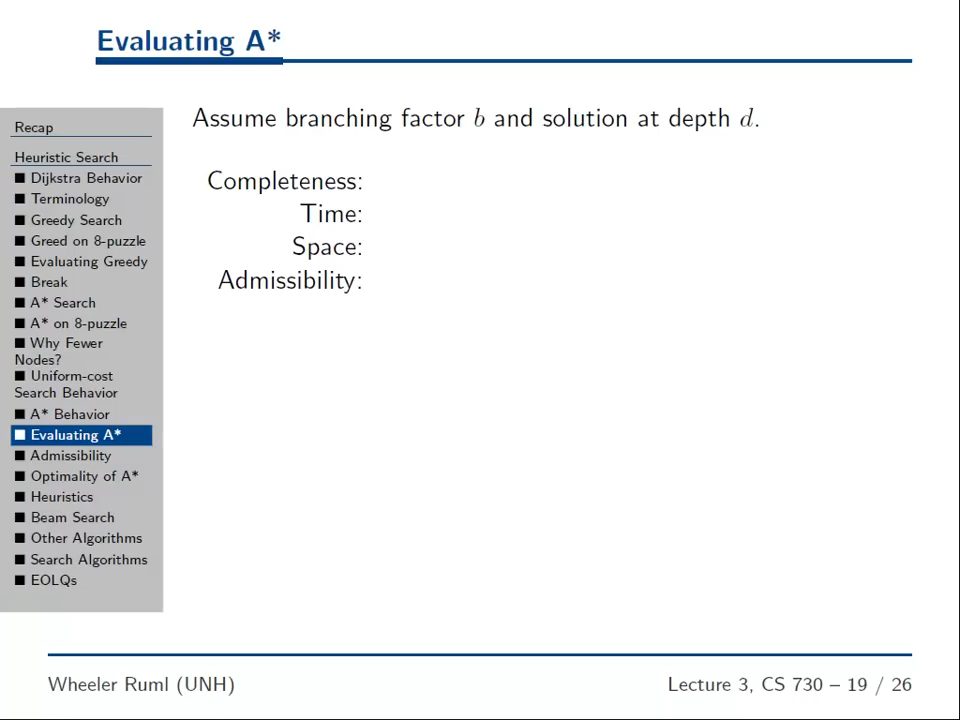 Evaluating A*
Recap
Heuristic Search
■ Dijkstra Behavior
■ Terminology
■ Greedy Search
■ Greed on 8-puzzle
■ Evaluating Greedy
■ Break
■ A* Search
■ A* on 8-puzzle
■ Why Fewer
Nodes?
■ Uniform-cost
Search Behavior
■ A* Behavior
■ Evaluating A*
■ Admissibility
■ Optimality of A*
■ Heuristics
■ Beam Search
■ Other Algorithms
■ Search Algorithms
■ EOLQs
Assume branching factor b and solution at depth d.
Completeness:
Time:
Space:
Admissibility:
Wheeler Ruml (UNH)
Lecture 3, CS 730 – 19 / 26